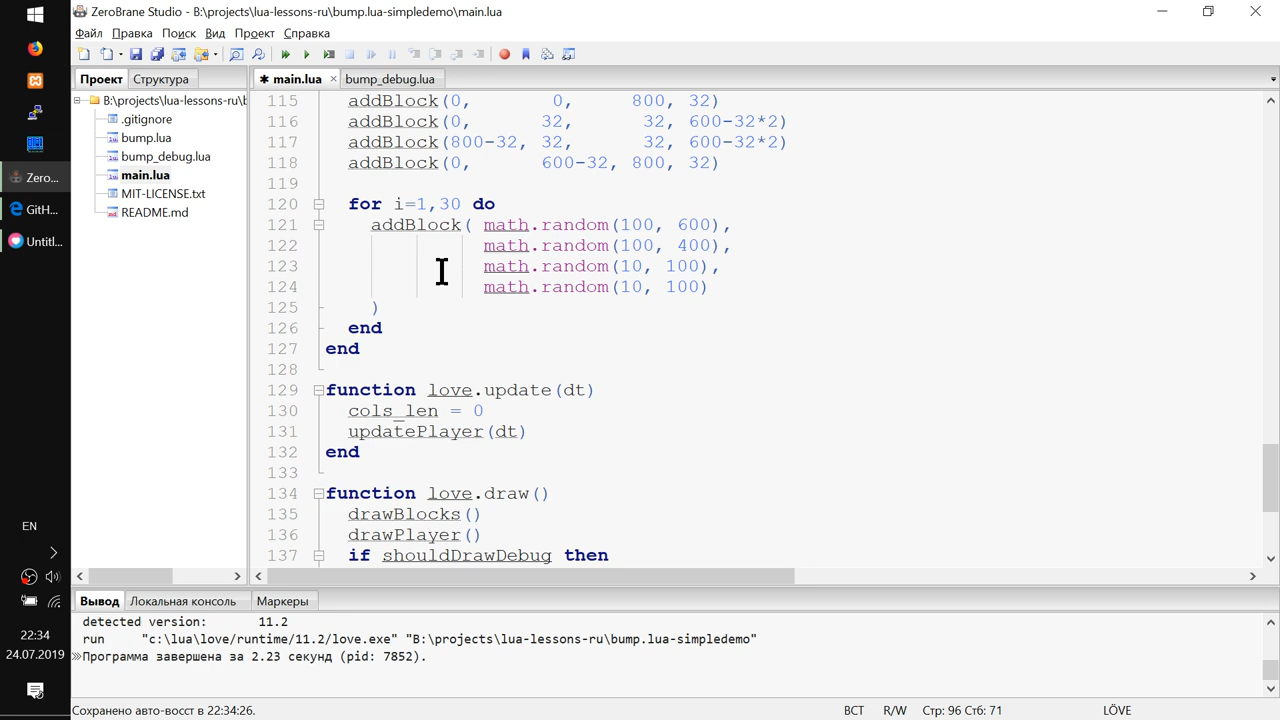 ZeroBrane Studio - B:\projects\lua-lessons-ru\bump.lua-simpledemo\main.lua
Файл Правка Поиск Вид Проект Справка
Проект Структура
✱ main.lua × bump_debug.lua
B:\projects\lua-lessons-ru\b
.gitignore
bump.lua
bump_debug.lua
main.lua
MIT-LICENSE.txt
README.md
115 addBlock(0, 0, 800, 32)
116 addBlock(0, 32, 32, 600-32*2)
117 addBlock(800-32, 32, 32, 600-32*2)
118 addBlock(0, 600-32, 800, 32)
119
120 for i=1,30 do
121 addBlock( math.random(100, 600),
122 math.random(100, 400),
123 math.random(10, 100),
124 math.random(10, 100)
125 )
126 end
127 end
128
129 function love.update(dt)
130 cols_len = 0
131 updatePlayer(dt)
132 end
133
134 function love.draw()
135 drawBlocks()
136 drawPlayer()
137 if shouldDrawDebug then
Вывод Локальная консоль Маркеры
detected version: 11.2
run "c:\lua\love/runtime/11.2/love.exe" "B:\projects\lua-lessons-ru\bump.lua-simpledemo"
Программа завершена за 2.23 секунд (pid: 7852).
Сохранено авто-восст в 22:34:26.
ВСТ R/W Стр: 96 Стб: 71 LÖVE
Zero...
GitH...
Untitl...
EN
22:34
24.07.2019